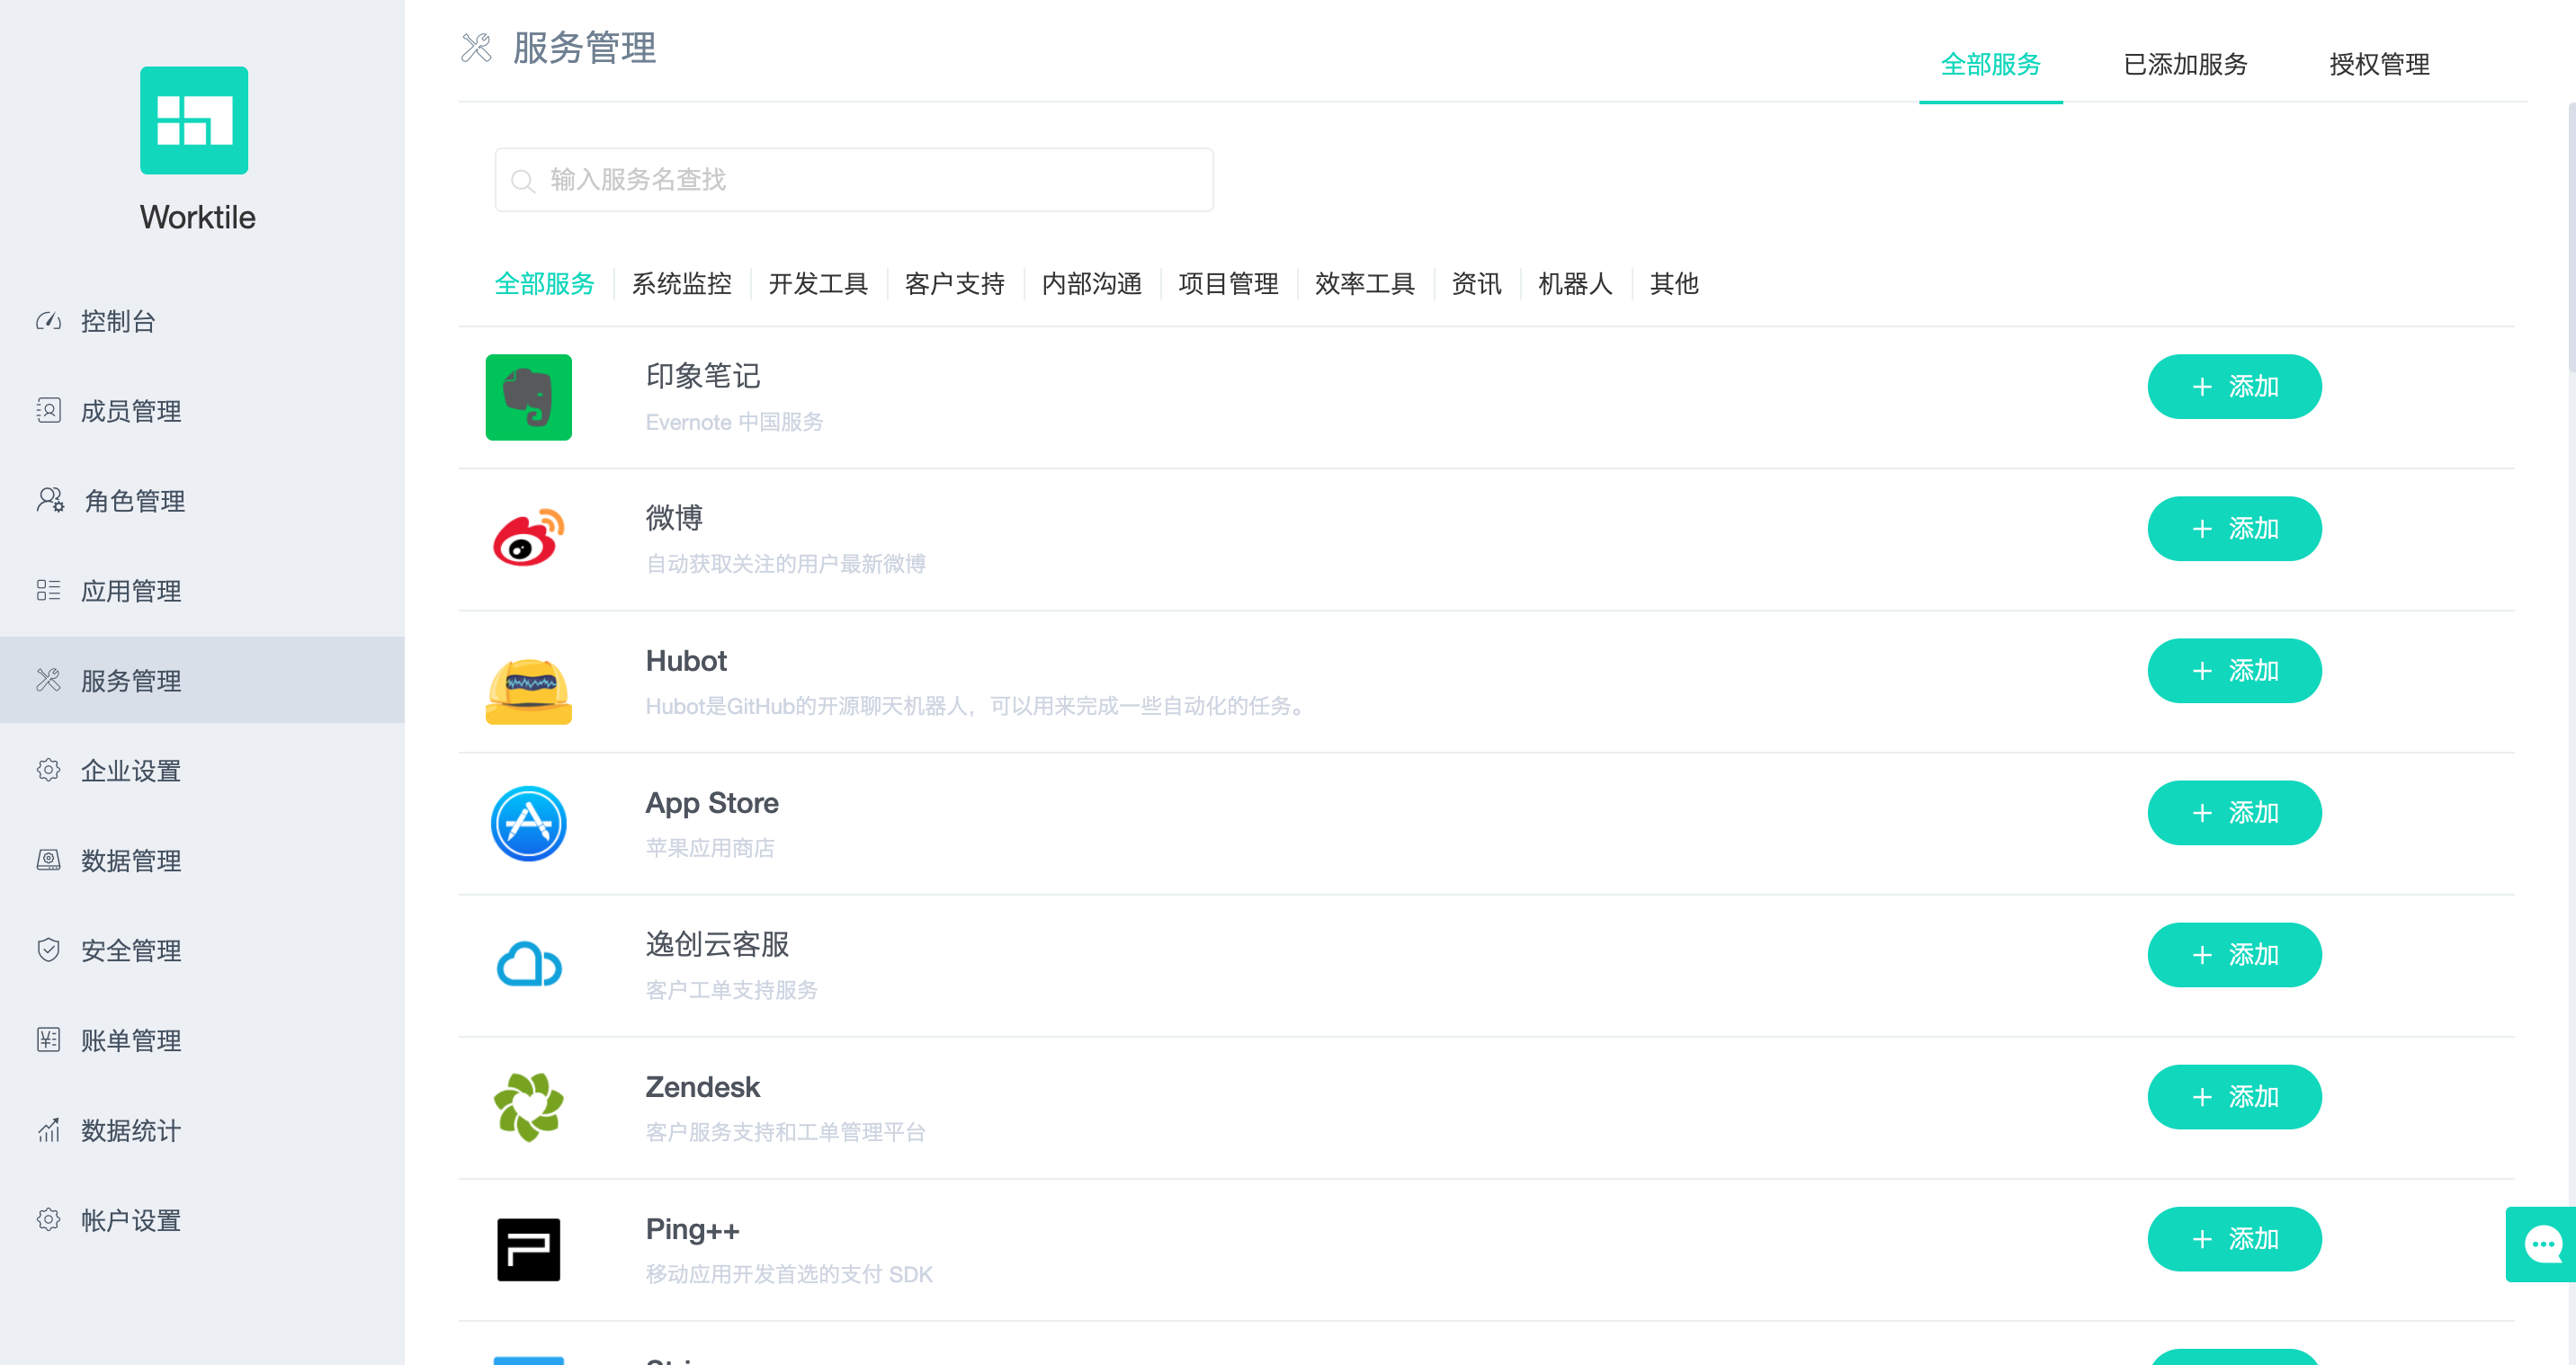 Worktile
控制台
成员管理
角色管理
应用管理
服务管理
企业设置
数据管理
安全管理
账单管理
数据统计
帐户设置
服务管理
全部服务 已添加服务 授权管理
输入服务名查找
全部服务 系统监控 开发工具 客户支持 内部沟通 项目管理 效率工具 资讯 机器人 其他
印象笔记
Evernote 中国服务
+ 添加
微博
自动获取关注的用户最新微博
+ 添加
Hubot
Hubot是GitHub的开源聊天机器人，可以用来完成一些自动化的任务。
+ 添加
App Store
苹果应用商店
+ 添加
逸创云客服
客户工单支持服务
+ 添加
Zendesk
客户服务支持和工单管理平台
+ 添加
Ping++
移动应用开发首选的支付 SDK
+ 添加